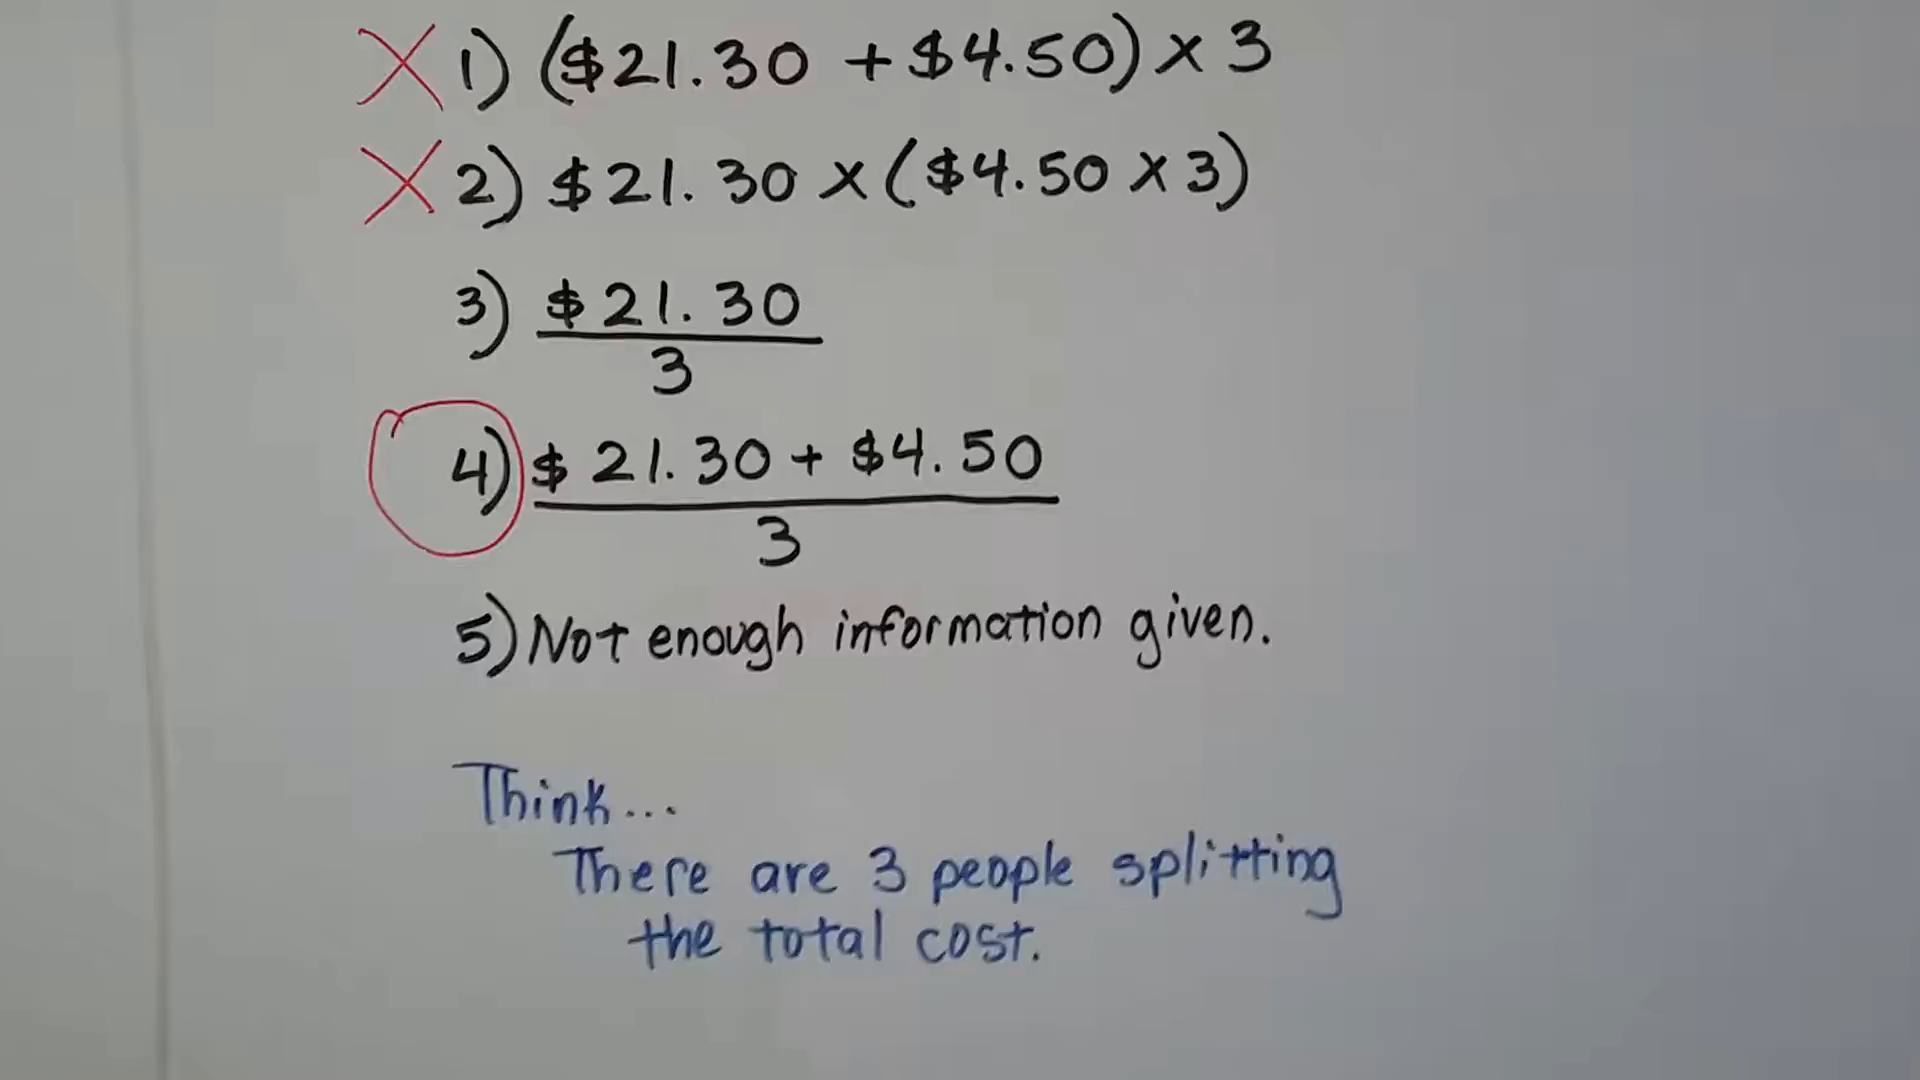 X 1) ($21.30 + $4.50) x 3
X 2) $21.30 x ($4.50 x 3)
3) $21.30
3
4) $21.30 + $4.50
3
5) Not enough information given.
Think...
There are 3 people splitting
the total cost.